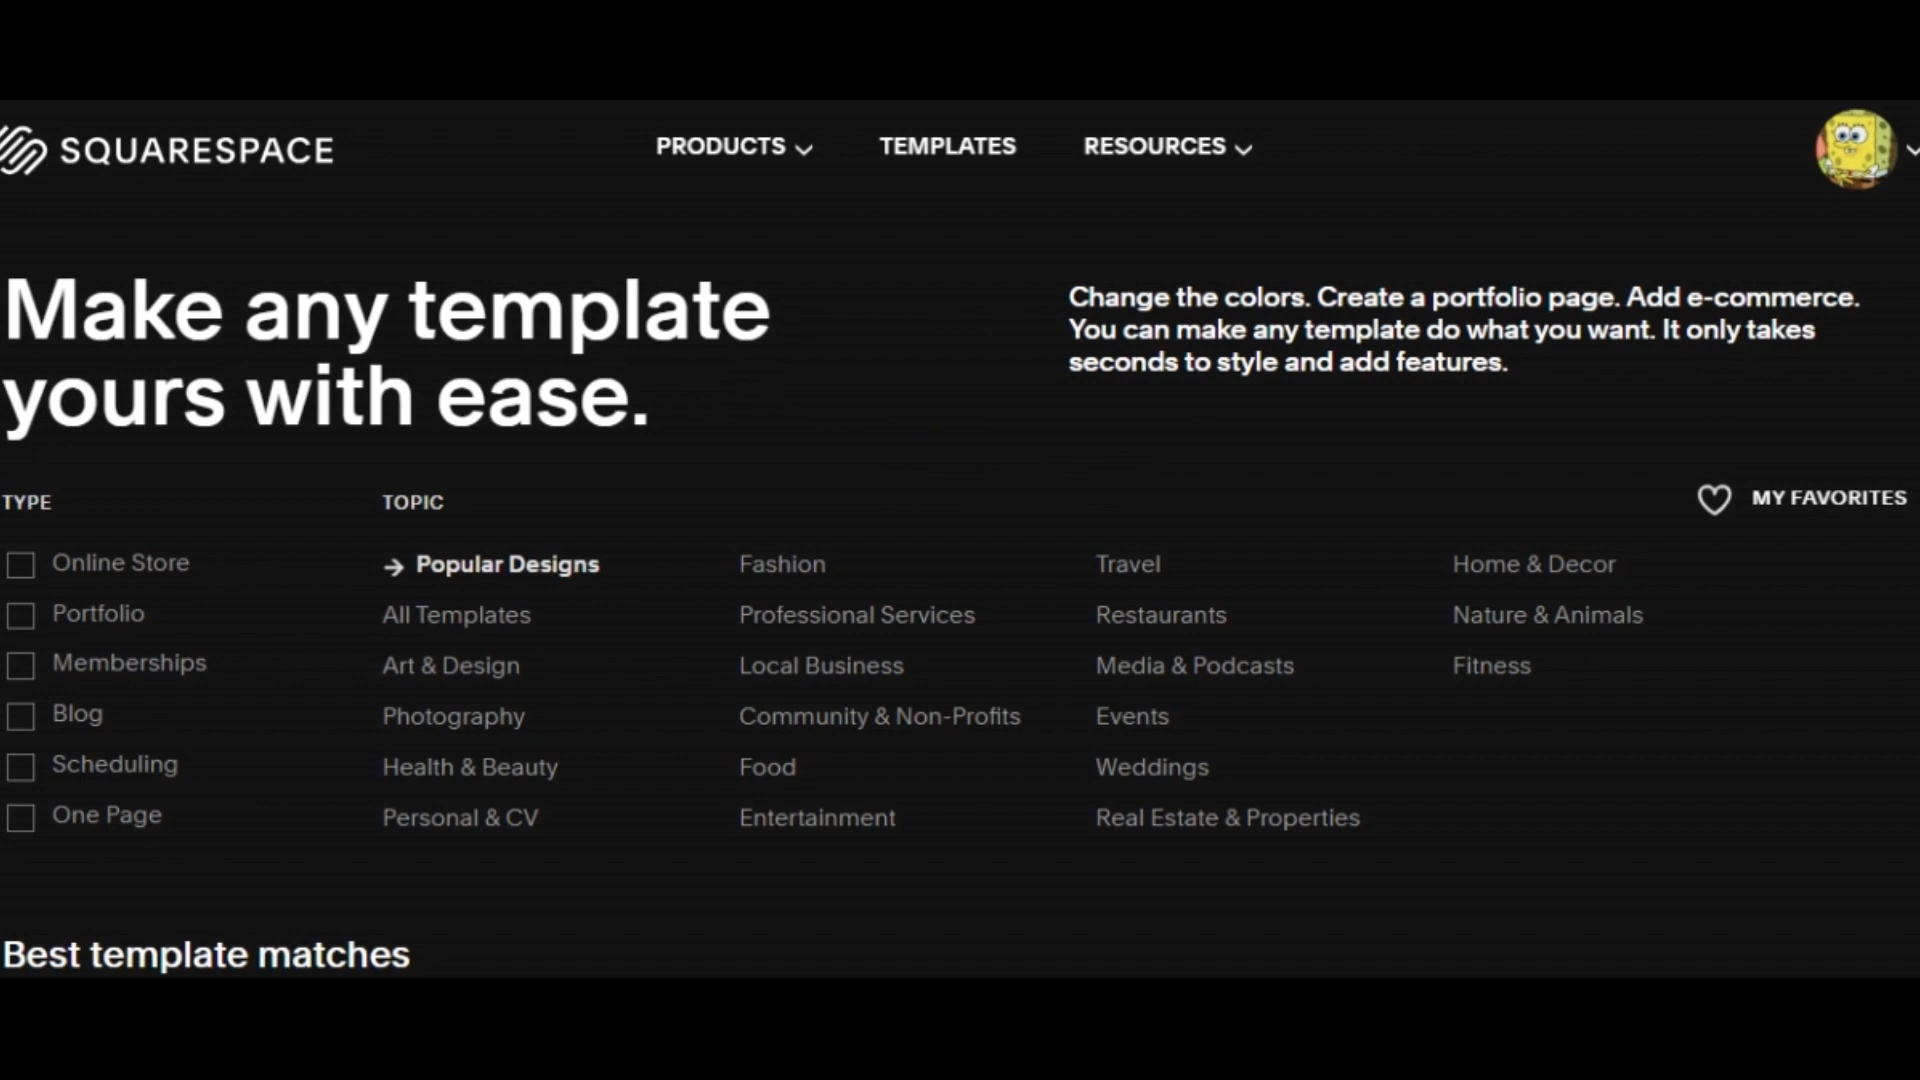 SQUARESPACE
PRODUCTS
TEMPLATES
RESOURCES
Make any template
yours with ease.
Change the colors. Create a portfolio page. Add e-commerce.
You can make any template do what you want. It only takes
seconds to style and add features.
MY FAVORITES
TYPE
Online Store
Portfolio
Memberships
Blog
Scheduling
One Page
TOPIC
→ Popular Designs
All Templates
Art & Design
Photography
Health & Beauty
Personal & CV
Fashion
Professional Services
Local Business
Community & Non-Profits
Food
Entertainment
Travel
Restaurants
Media & Podcasts
Events
Weddings
Real Estate & Properties
Home & Decor
Nature & Animals
Fitness
Best template matches